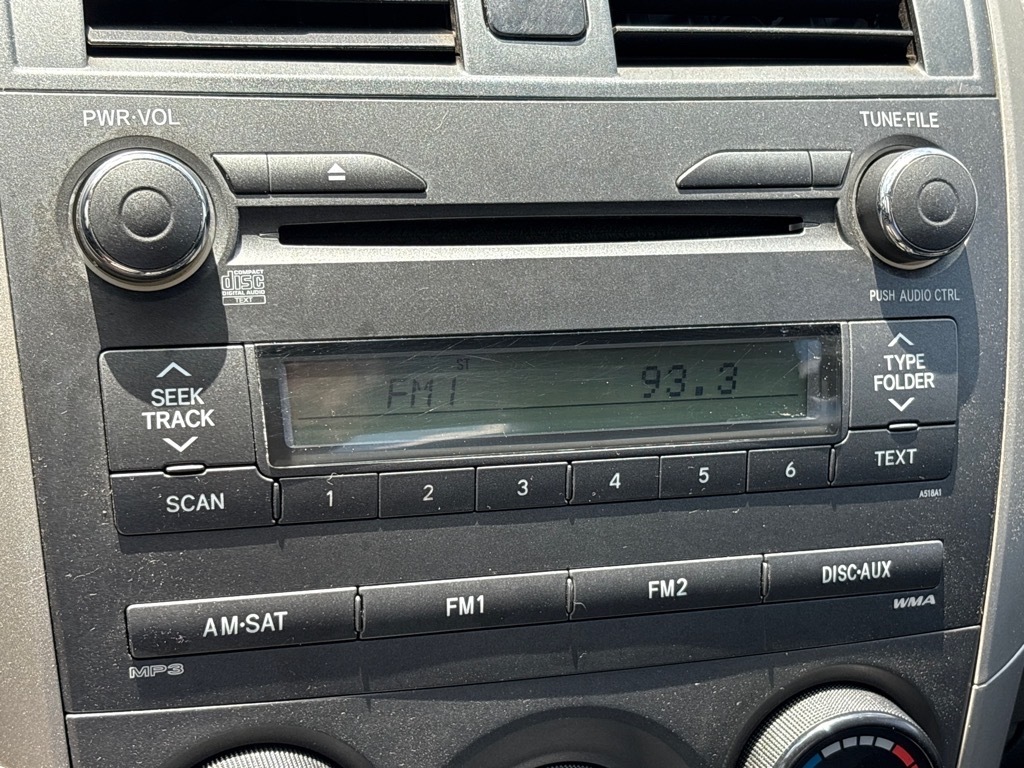 PWR·VOL
TUNE·FILE
COMPACT
disc
DIGITAL AUDIO
TEXT
PUSH AUDIO CTRL
SEEK
TRACK
ST
FM1 93.3
TYPE
FOLDER
SCAN
1 2 3 4 5 6
TEXT
A518A1
AM·SAT
FM1
FM2
DISC·AUX
MP3
WMA